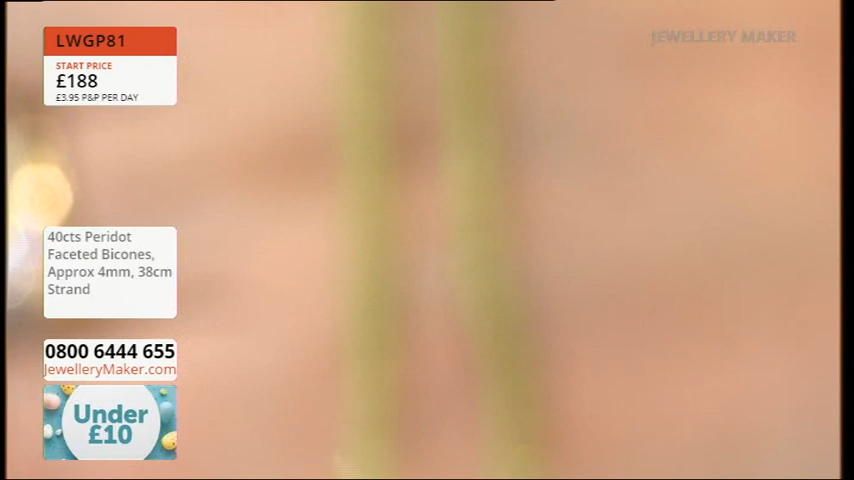 LWGP81
START PRICE
£188
£3.95 P&P PER DAY
JEWELLERY MAKER
40cts Peridot
Faceted Bicones,
Approx 4mm, 38cm
Strand
0800 6444 655
JewelleryMaker.com
Under
£10